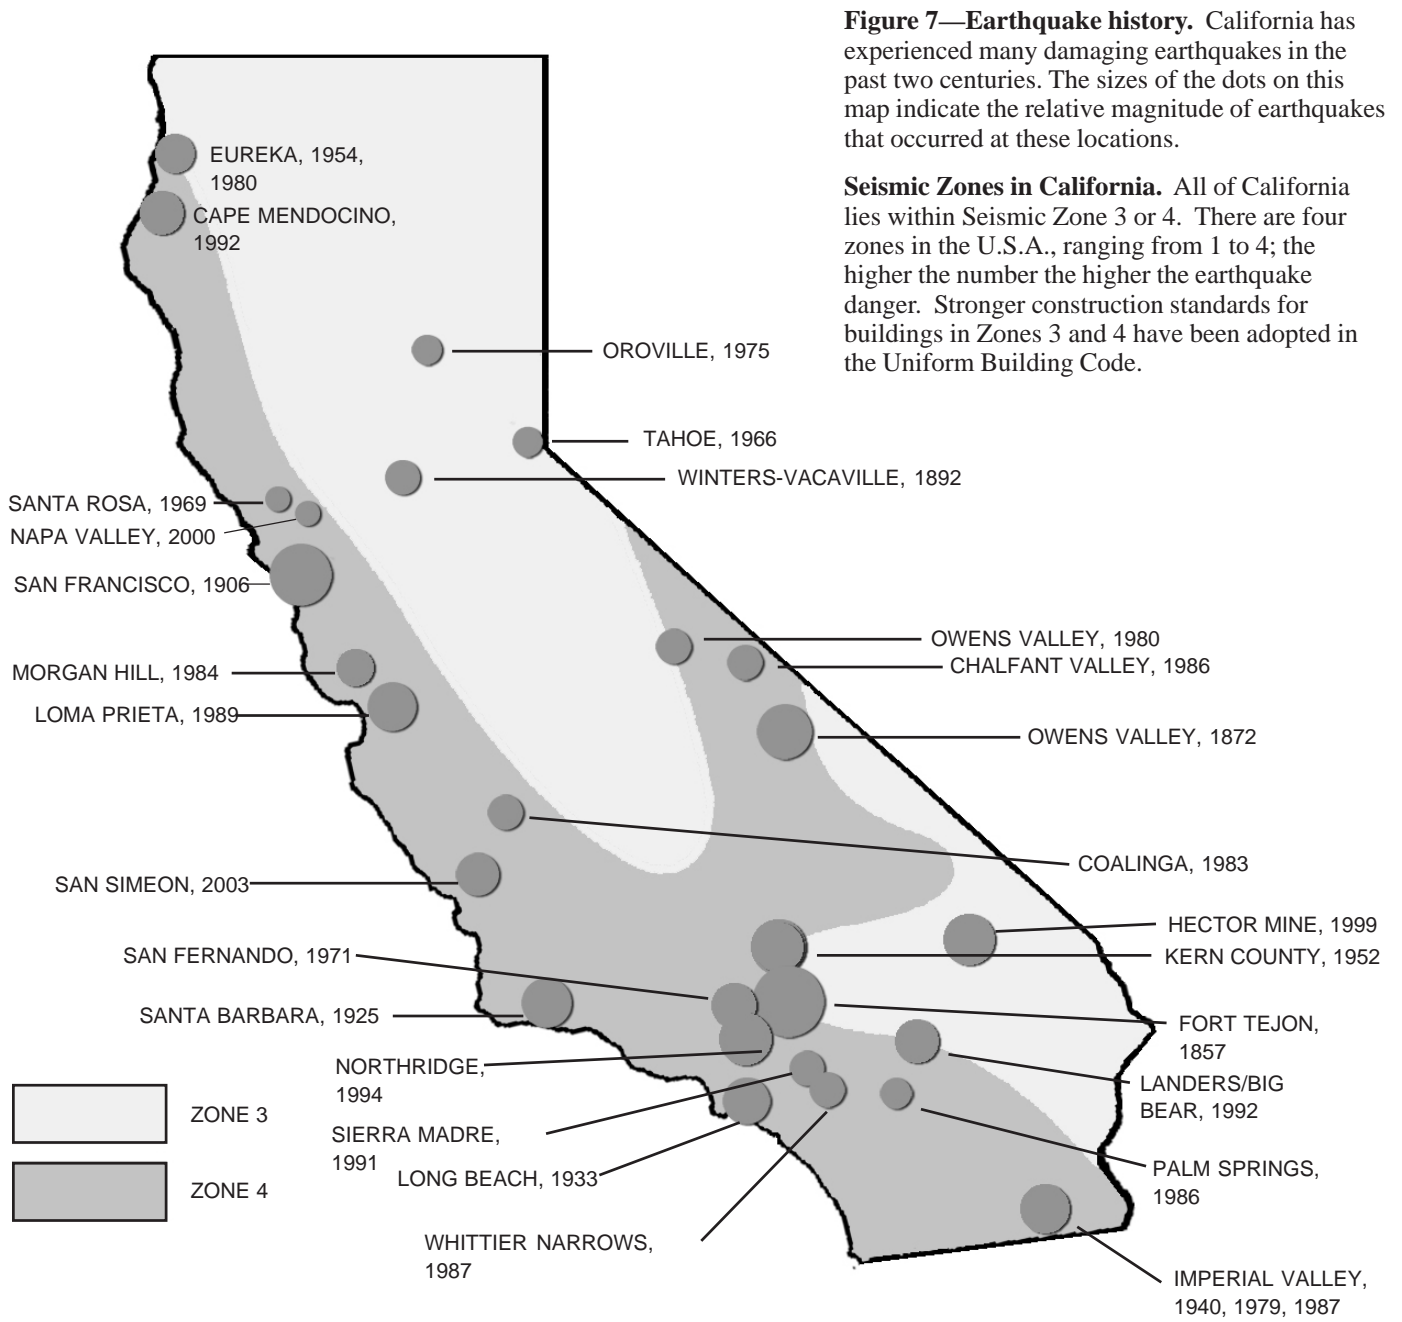 Figure 7—Earthquake history. California has
experienced many damaging earthquakes in the
past two centuries. The sizes of the dots on this
map indicate the relative magnitude of earthquakes
that occurred at these locations.
Seismic Zones in California. All of California
lies within Seismic Zone 3 or 4. There are four
zones in the U.S.A., ranging from 1 to 4; the
higher the number the higher the earthquake
danger. Stronger construction standards for
buildings in Zones 3 and 4 have been adopted in
the Uniform Building Code.
EUREKA, 1954,
1980
CAPE MENDOCINO,
1992
OROVILLE, 1975
TAHOE, 1966
WINTERS-VACAVILLE, 1892
SANTA ROSA, 1969
NAPA VALLEY, 2000
SAN FRANCISCO, 1906
OWENS VALLEY, 1980
CHALFANT VALLEY, 1986
MORGAN HILL, 1984
LOMA PRIETA, 1989
OWENS VALLEY, 1872
COALINGA, 1983
SAN SIMEON, 2003
HECTOR MINE, 1999
KERN COUNTY, 1952
SAN FERNANDO, 1971
SANTA BARBARA, 1925
FORT TEJON,
1857
NORTHRIDGE,
1994
LANDERS/BIG
BEAR, 1992
ZONE 3
SIERRA MADRE,
1991
LONG BEACH, 1933
PALM SPRINGS,
1986
ZONE 4
WHITTIER NARROWS,
1987
IMPERIAL VALLEY,
1940, 1979, 1987